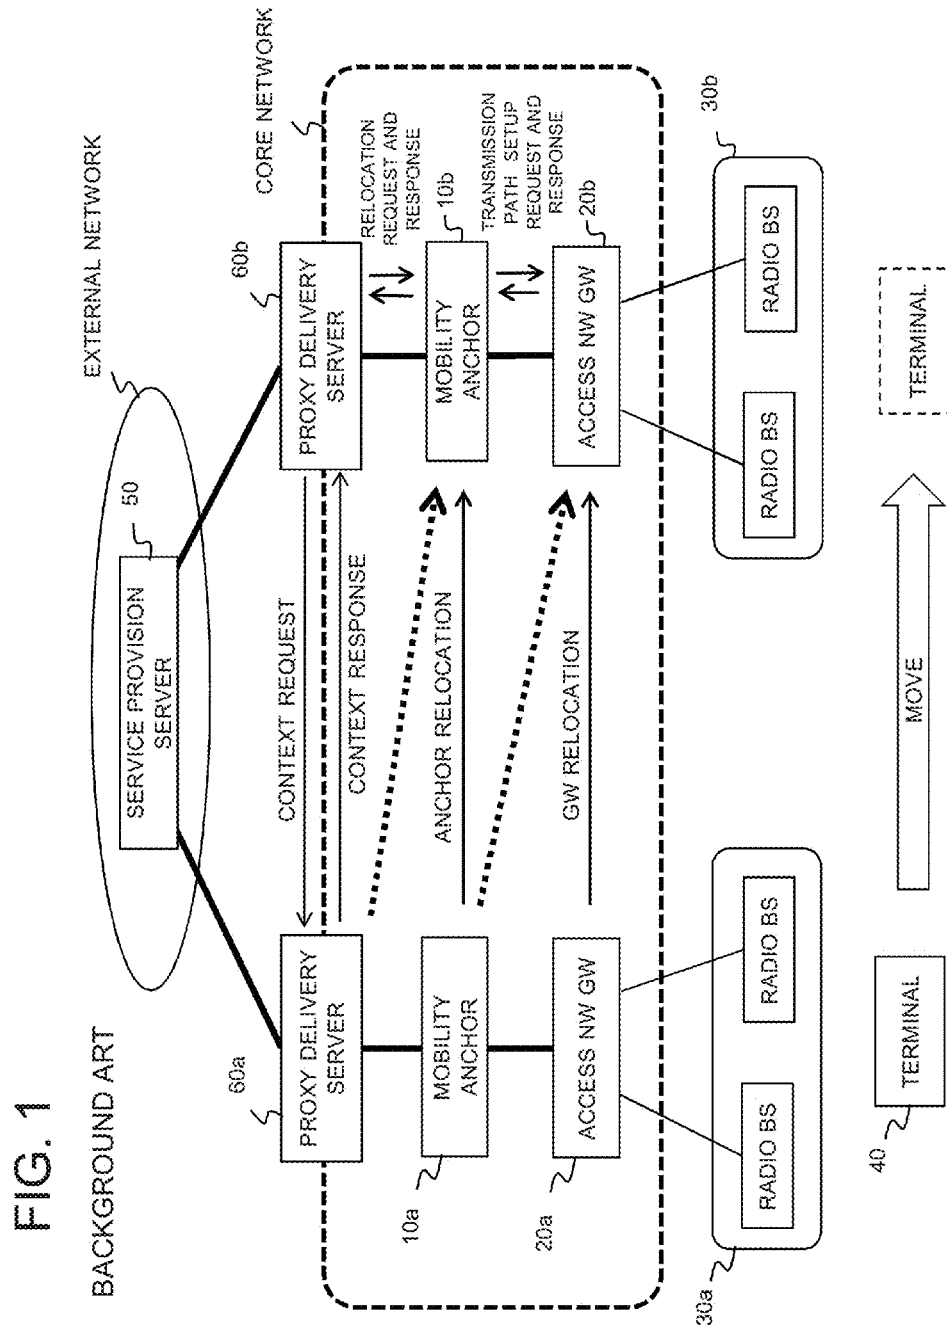 FIG. 1
BACKGROUND ART
EXTERNAL NETWORK
SERVICE PROVISION
SERVER
50
CORE NETWORK
60a
PROXY DELIVERY
SERVER
60b
PROXY DELIVERY
SERVER
CONTEXT REQUEST
CONTEXT RESPONSE
RELOCATION
REQUEST AND
RESPONSE
10a
MOBILITY
ANCHOR
ANCHOR RELOCATION
MOBILITY
ANCHOR
10b
TRANSMISSION
PATH SETUP
REQUEST AND
RESPONSE
20a
ACCESS NW GW
GW RELOCATION
ACCESS NW GW
20b
30a
RADIO BS
RADIO BS
RADIO BS
RADIO BS
30b
40
TERMINAL
MOVE
TERMINAL